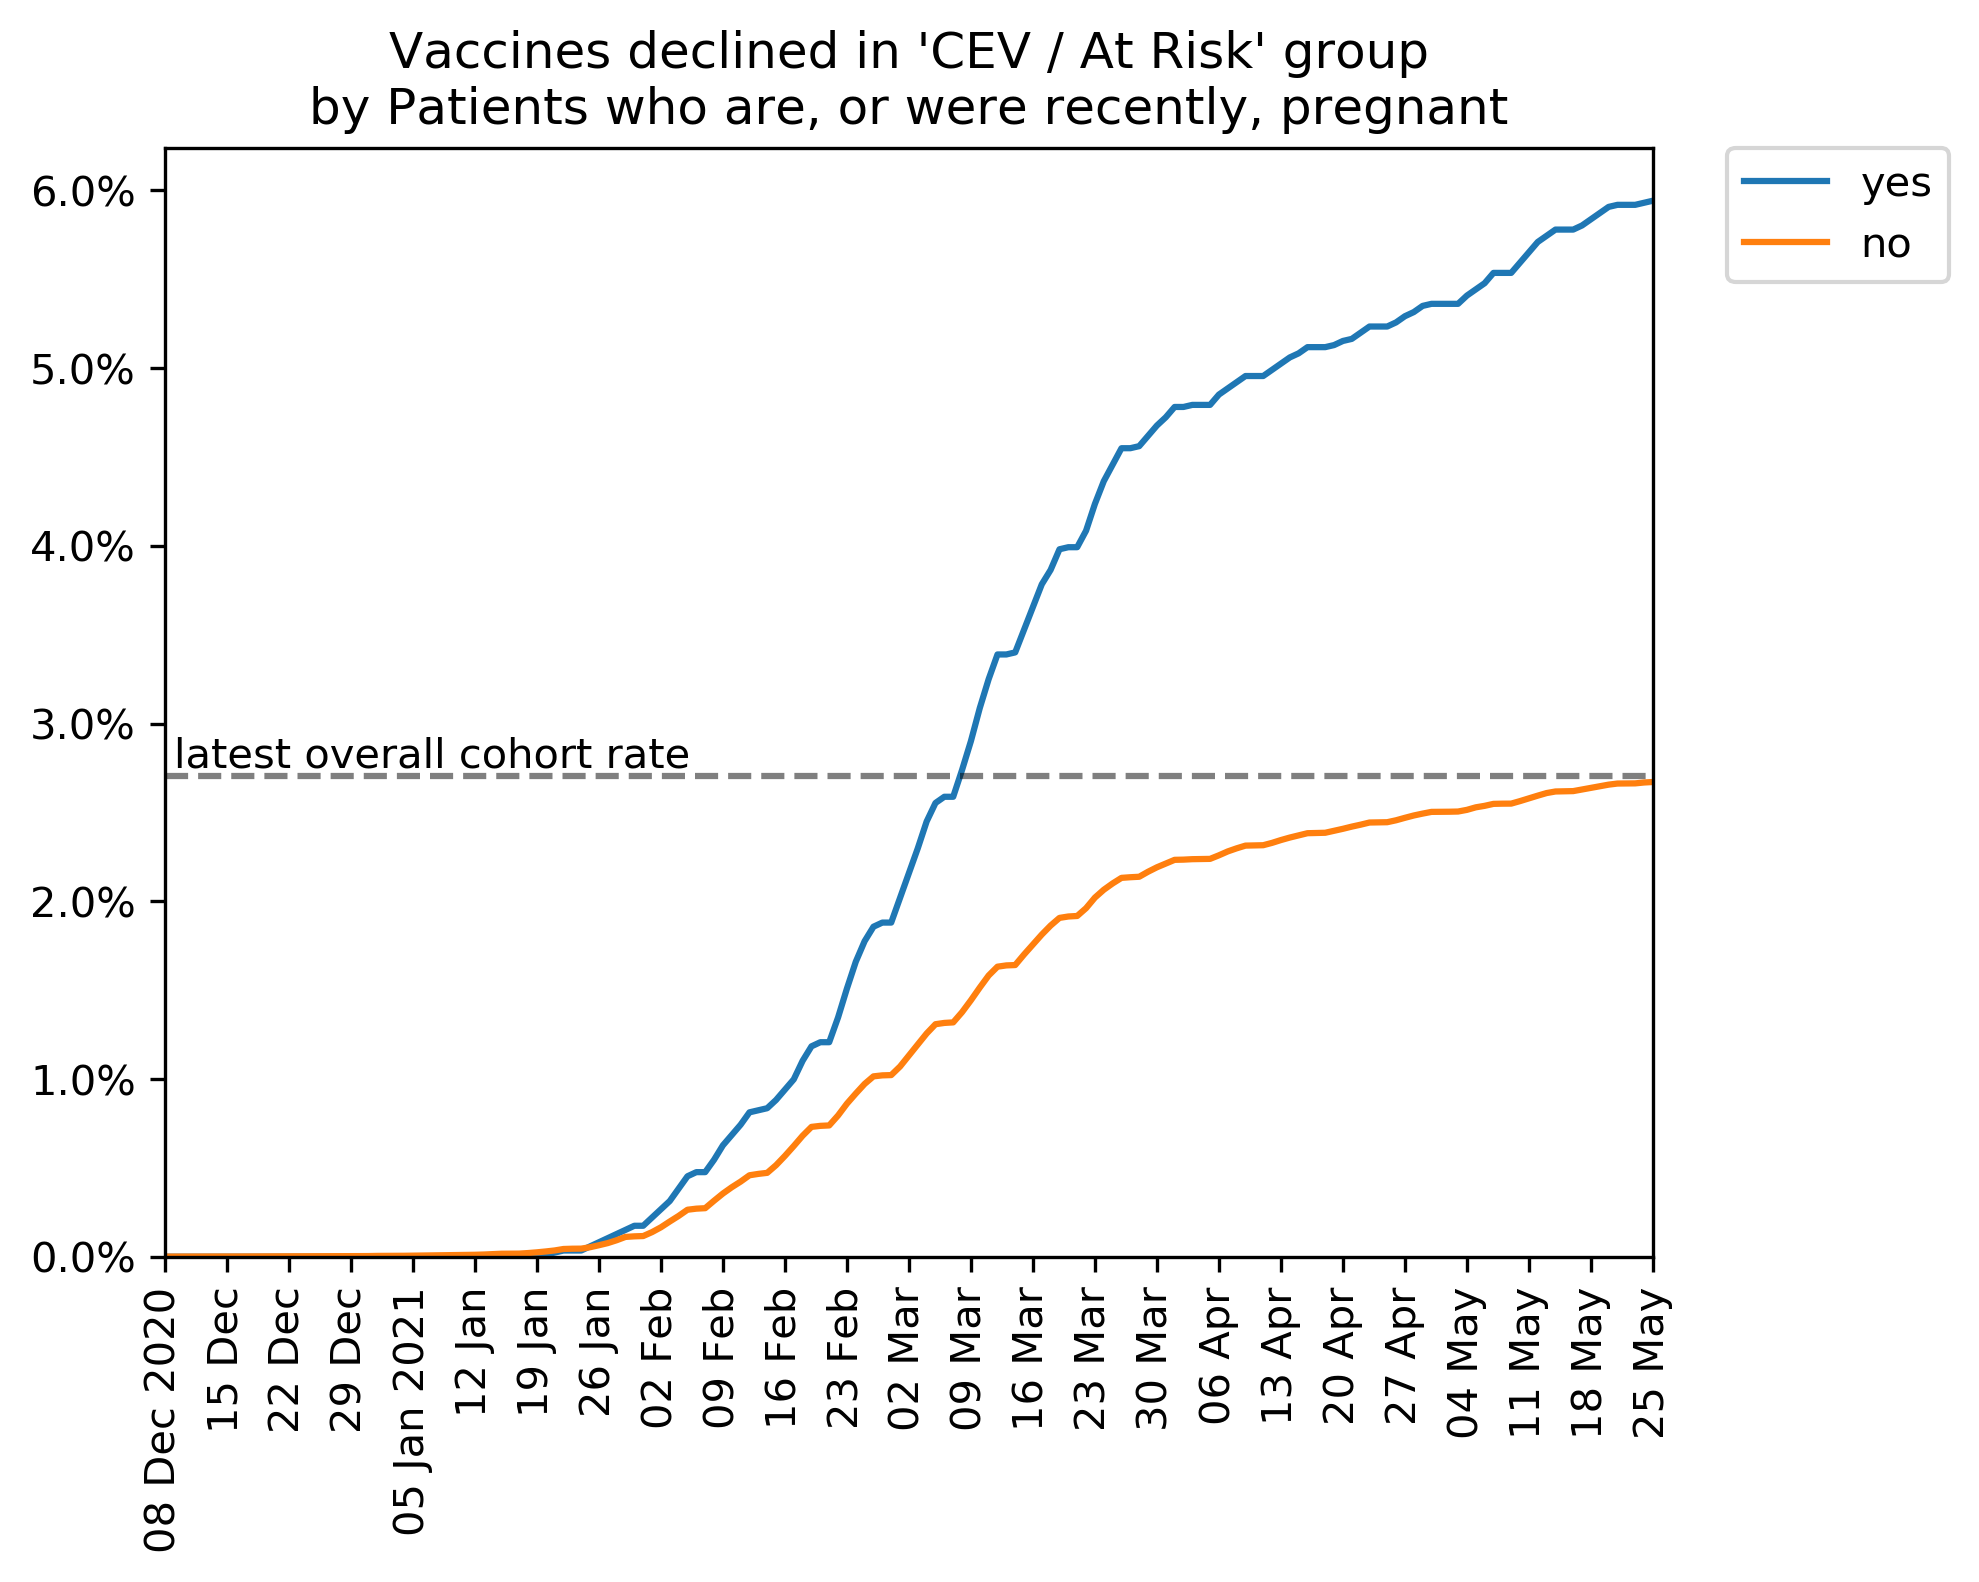 Vaccines declined in 'CEV / At Risk' group
by Patients who are, or were recently, pregnant
yes
no
6.0%
5.0%
4.0%
3.0%
latest overall cohort rate
2.0%
1.0%
0.0%
08 Dec 2020
15 Dec
22 Dec
29 Dec
05 Jan 2021
12 Jan
19 Jan
26 Jan
02 Feb
09 Feb
16 Feb
23 Feb
02 Mar
09 Mar
16 Mar
23 Mar
30 Mar
06 Apr
13 Apr
20 Apr
27 Apr
04 May
11 May
18 May
25 May